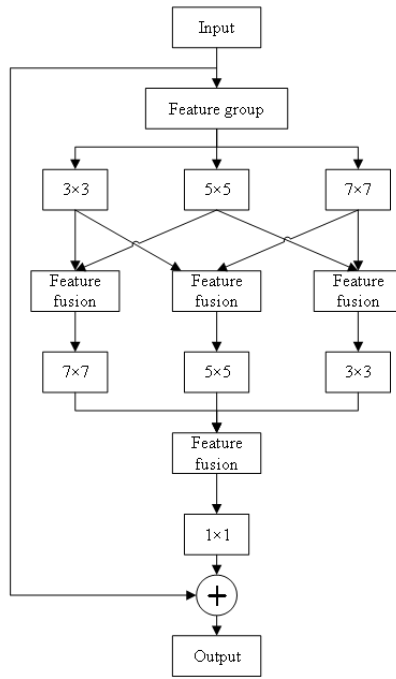 Input
Feature group
3×3
5×5
7×7
Feature
fusion
Feature
fusion
Feature
fusion
7×7
5×5
3×3
Feature
fusion
1×1
+
Output